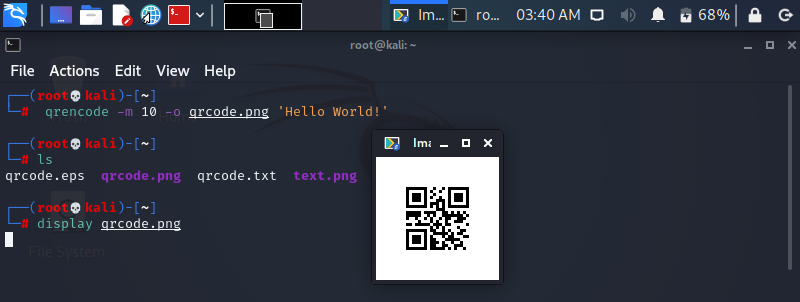 Im... ro... 03:40 AM 68%
root@kali: ~
File Actions Edit View Help
┌──(root💀kali)-[~]
└─# qrencode -m 10 -o qrcode.png 'Hello World!'
Ima
┌──(root💀kali)-[~]
└─# ls
qrcode.eps qrcode.png qrcode.txt text.png
┌──(root💀kali)-[~]
└─# display qrcode.png
File System